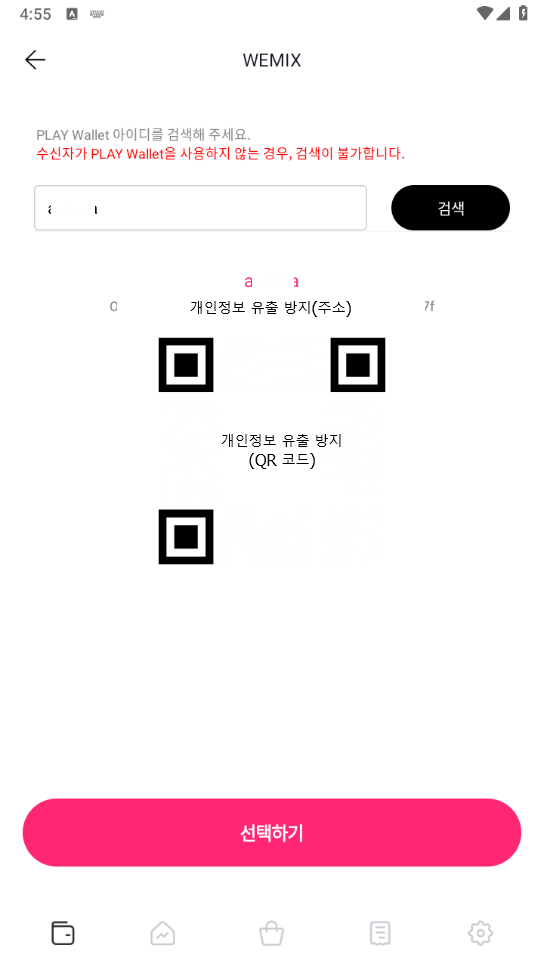 4:55
WEMIX
PLAY Wallet 아이디를 검색해 주세요.
수신자가 PLAY Wallet을 사용하지 않는 경우, 검색이 불가합니다.
a a 검색
a a
0 개인정보 유출 방지(주소) 7f
개인정보 유출 방지
(QR 코드)
선택하기